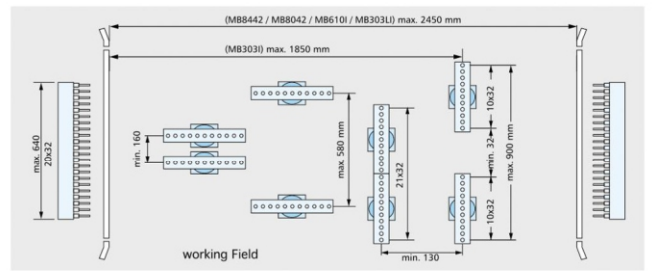 (MB8442 / MB8042 / MB610I / MB303LI) max. 2450 mm
(MB303I) max. 1850 mm
max. 640
20x32
min. 160
max. 580 mm
21x32
10x32
min. 32
10x32
max. 900 mm
min. 130
working Field